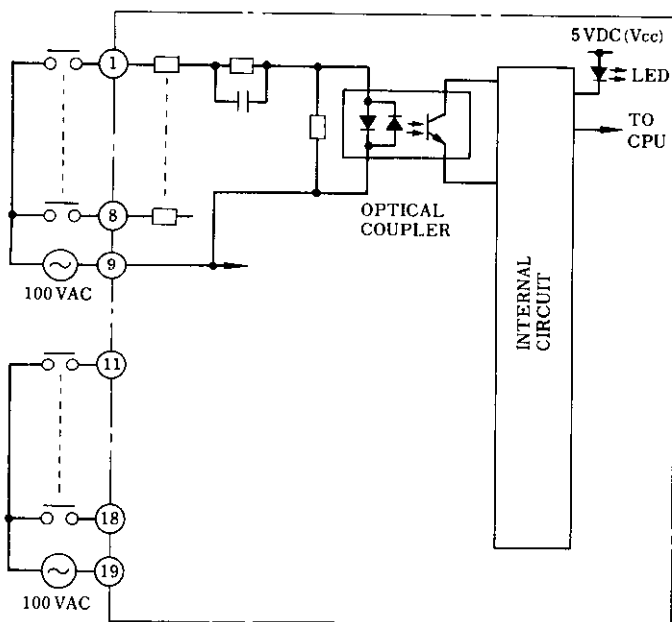 5 VDC (Vcc)
1
LED
TO
CPU
8
OPTICAL
COUPLER
9
100 VAC
INTERNAL
CIRCUIT
11
18
19
100 VAC